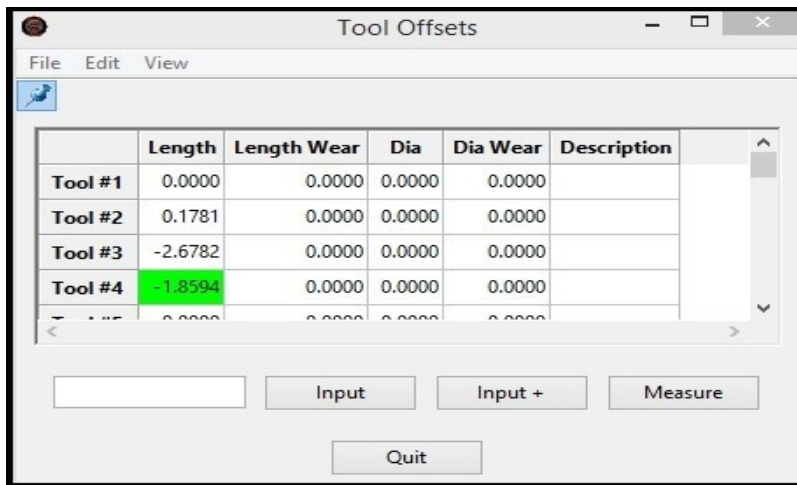 Tool Offsets
File Edit View
Length Length Wear Dia Dia Wear Description
Tool #1 0.0000 0.0000 0.0000 0.0000
Tool #2 0.1781 0.0000 0.0000 0.0000
Tool #3 -2.6782 0.0000 0.0000 0.0000
Tool #4 -1.8594 0.0000 0.0000 0.0000
Input Input + Measure
Quit